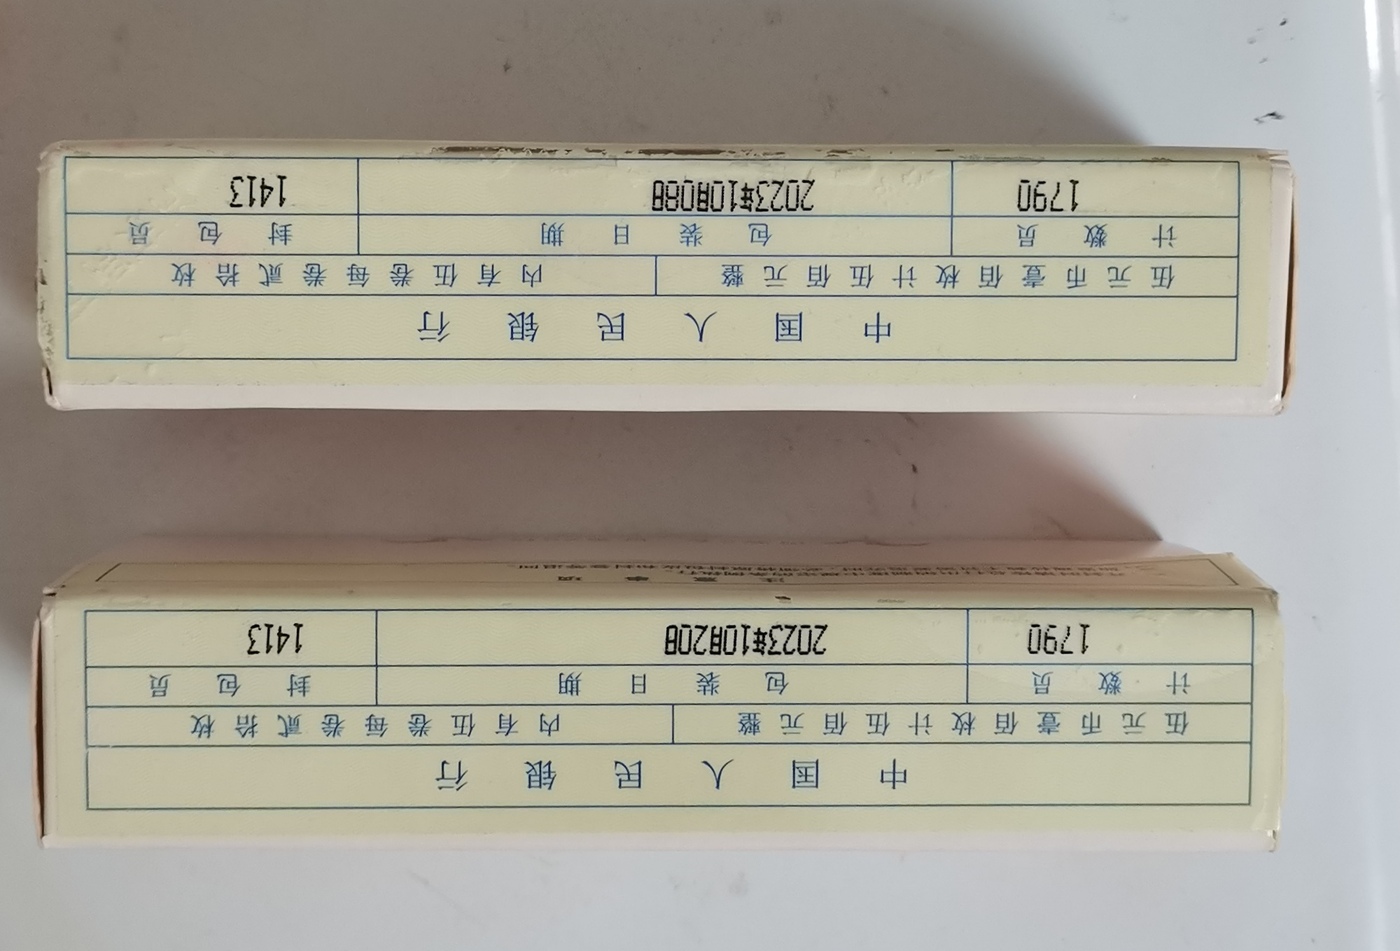 中国人民银行
伍元币壹佰枚计伍佰元整 内有伍卷每卷贰拾枚
计数员 包装日期 封包员
1790 2023年10月20日 1413
注意事项
中国人民银行
伍元币壹佰枚计伍佰元整 内有伍卷每卷贰拾枚
计数员 包装日期 封包员
1790 2023年10月08日 1413